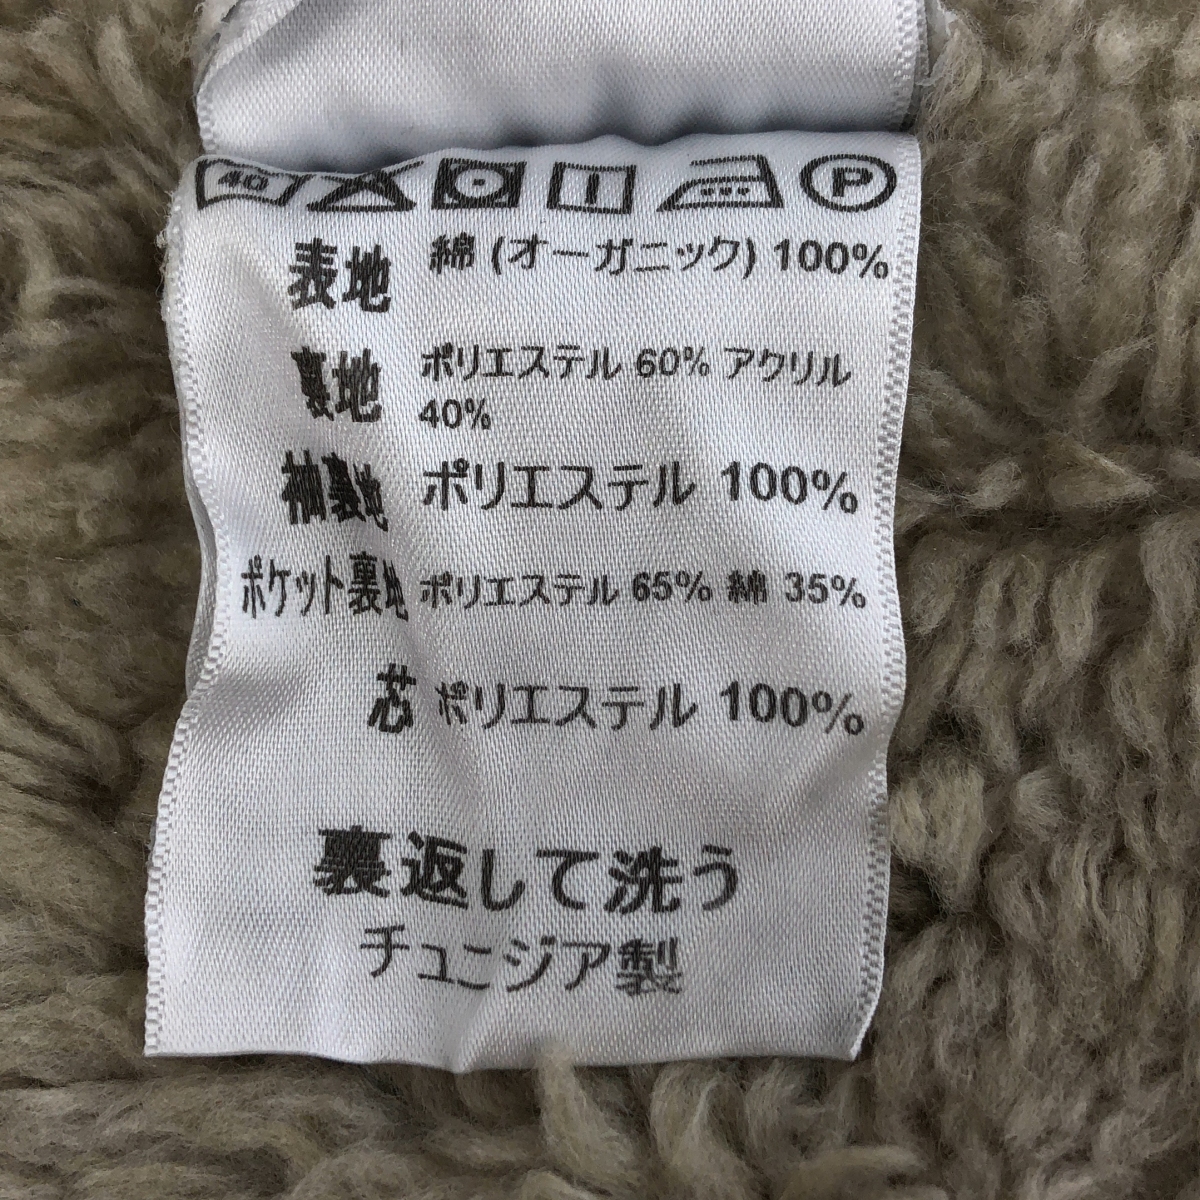 40 P
表地 綿 (オーガニック) 100%
裏地 ポリエステル 60% アクリル
40%
袖裏地 ポリエステル 100%
ポケット裏地 ポリエステル 65% 綿 35%
芯 ポリエステル 100%
裏返して洗う
チュニジア製